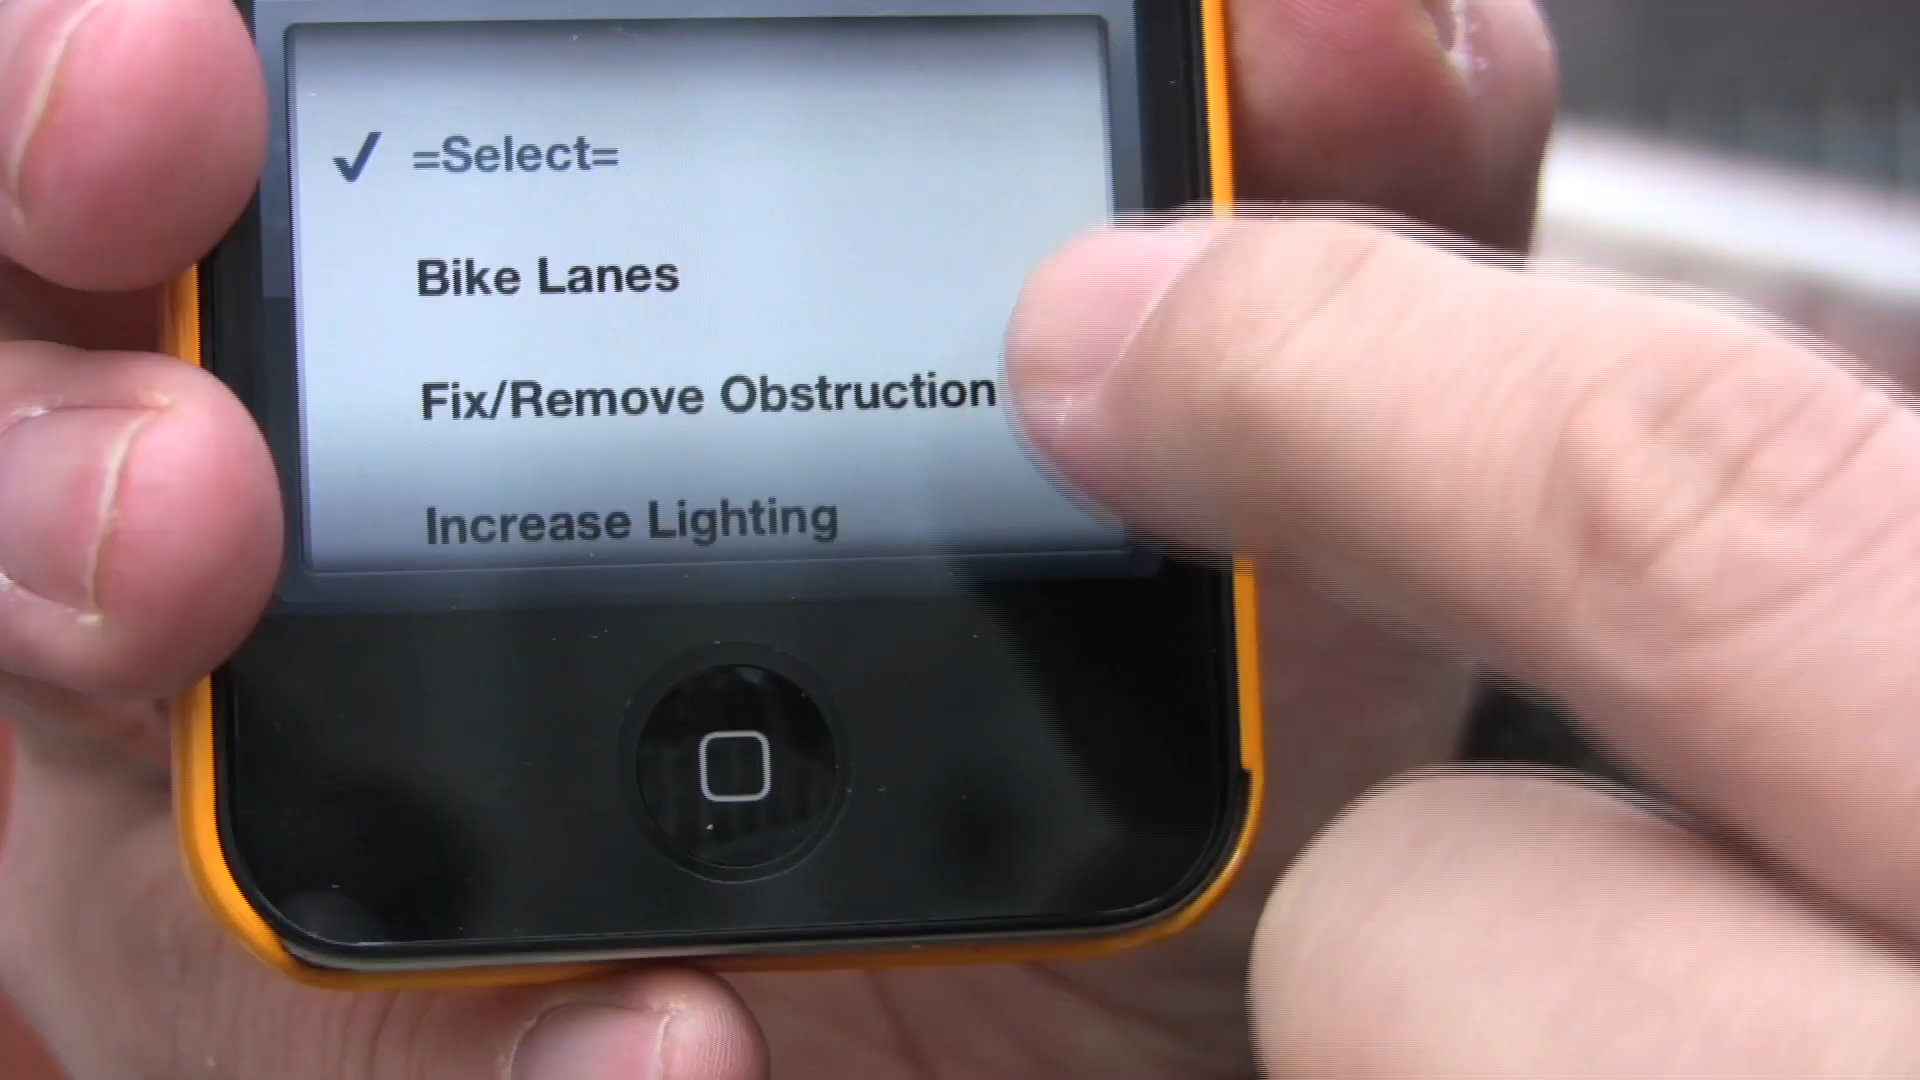 =Select=
Bike Lanes
Fix/Remove Obstruction
Increase Lighting